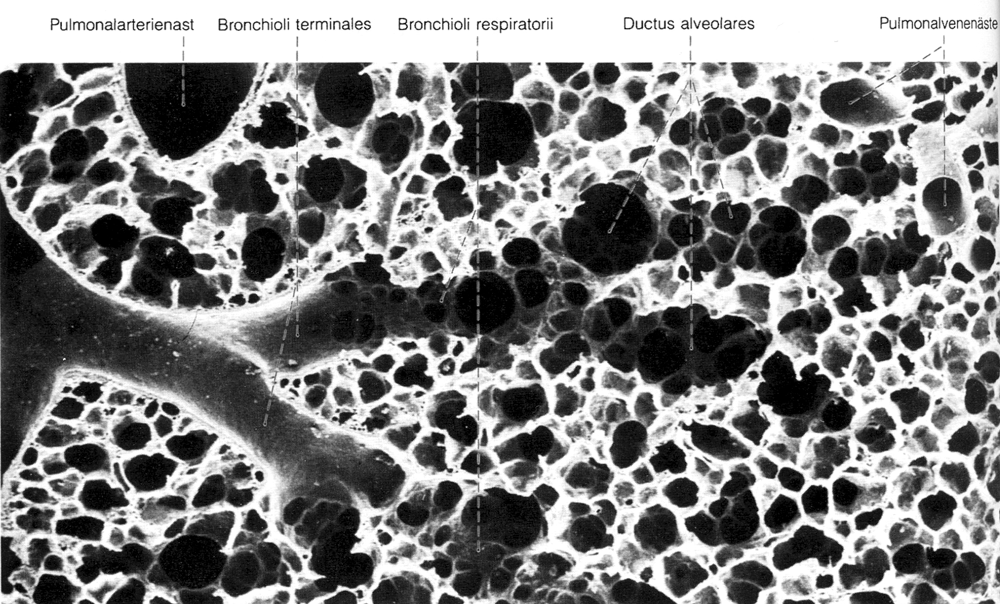 Pulmonalarterienast Bronchioli terminales Bronchioli respiratorii Ductus alveolares Pulmonalvenenäste